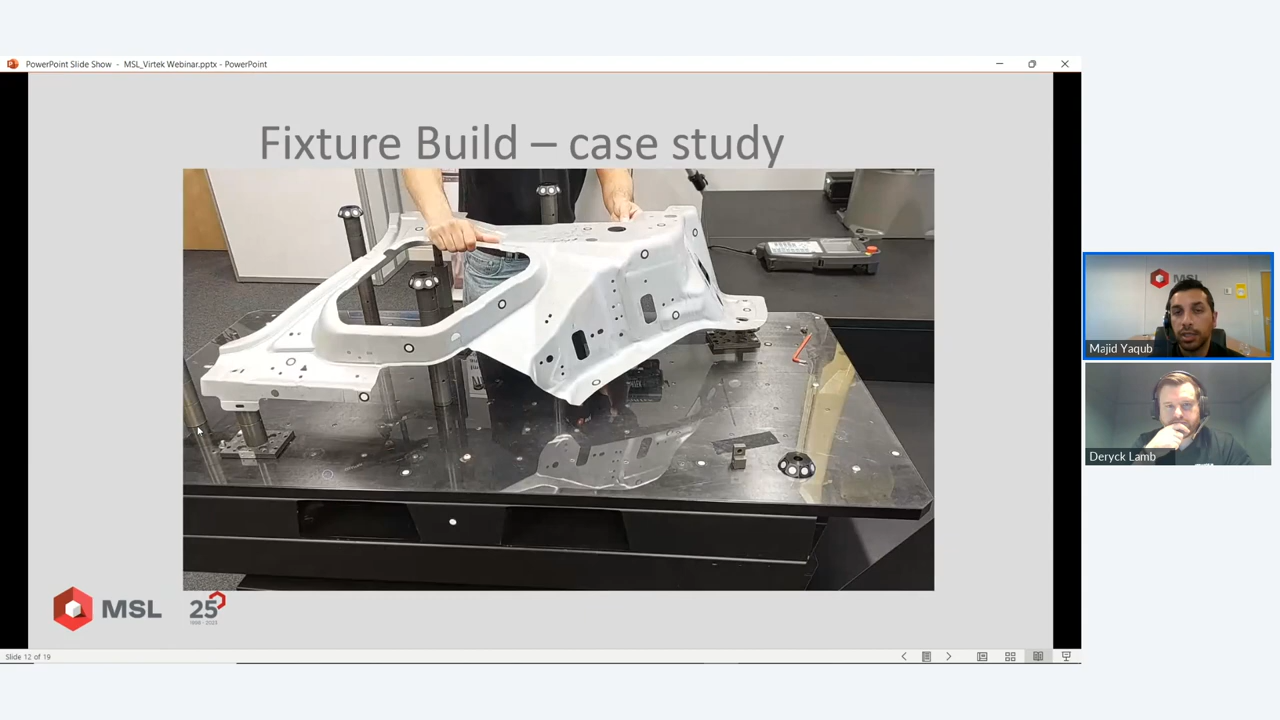 PowerPoint Slide Show - MSL_Virtek Webinar.pptx - PowerPoint
Fixture Build – case study
MSL
Majid Yaqub
Deryck Lamb
MSL
25
1998 - 2023
Slide 12 of 19